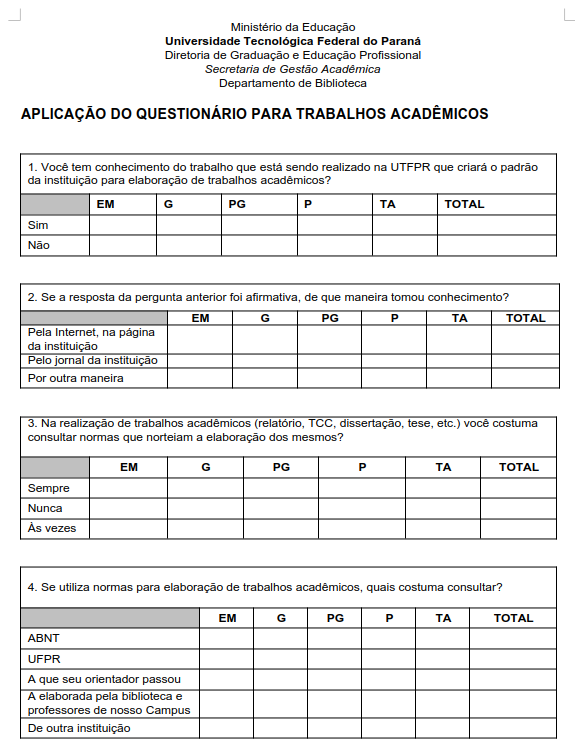 Ministério da Educação
Universidade Tecnológica Federal do Paraná
Diretoria de Graduação e Educação Profissional
Secretaria de Gestão Acadêmica
Departamento de Biblioteca
APLICAÇÃO DO QUESTIONÁRIO PARA TRABALHOS ACADÊMICOS
1. Você tem conhecimento do trabalho que está sendo realizado na UTFPR que criará o padrão
da instituição para elaboração de trabalhos acadêmicos?
EM G PG P TA TOTAL
Sim
Não
2. Se a resposta da pergunta anterior foi afirmativa, de que maneira tomou conhecimento?
EM G PG P TA TOTAL
Pela Internet, na página
da instituição
Pelo jornal da instituição
Por outra maneira
3. Na realização de trabalhos acadêmicos (relatório, TCC, dissertação, tese, etc.) você costuma
consultar normas que norteiam a elaboração dos mesmos?
EM G PG P TA TOTAL
Sempre
Nunca
Às vezes
4. Se utiliza normas para elaboração de trabalhos acadêmicos, quais costuma consultar?
EM G PG P TA TOTAL
ABNT
UFPR
A que seu orientador passou
A elaborada pela biblioteca e
professores de nosso Campus
De outra instituição